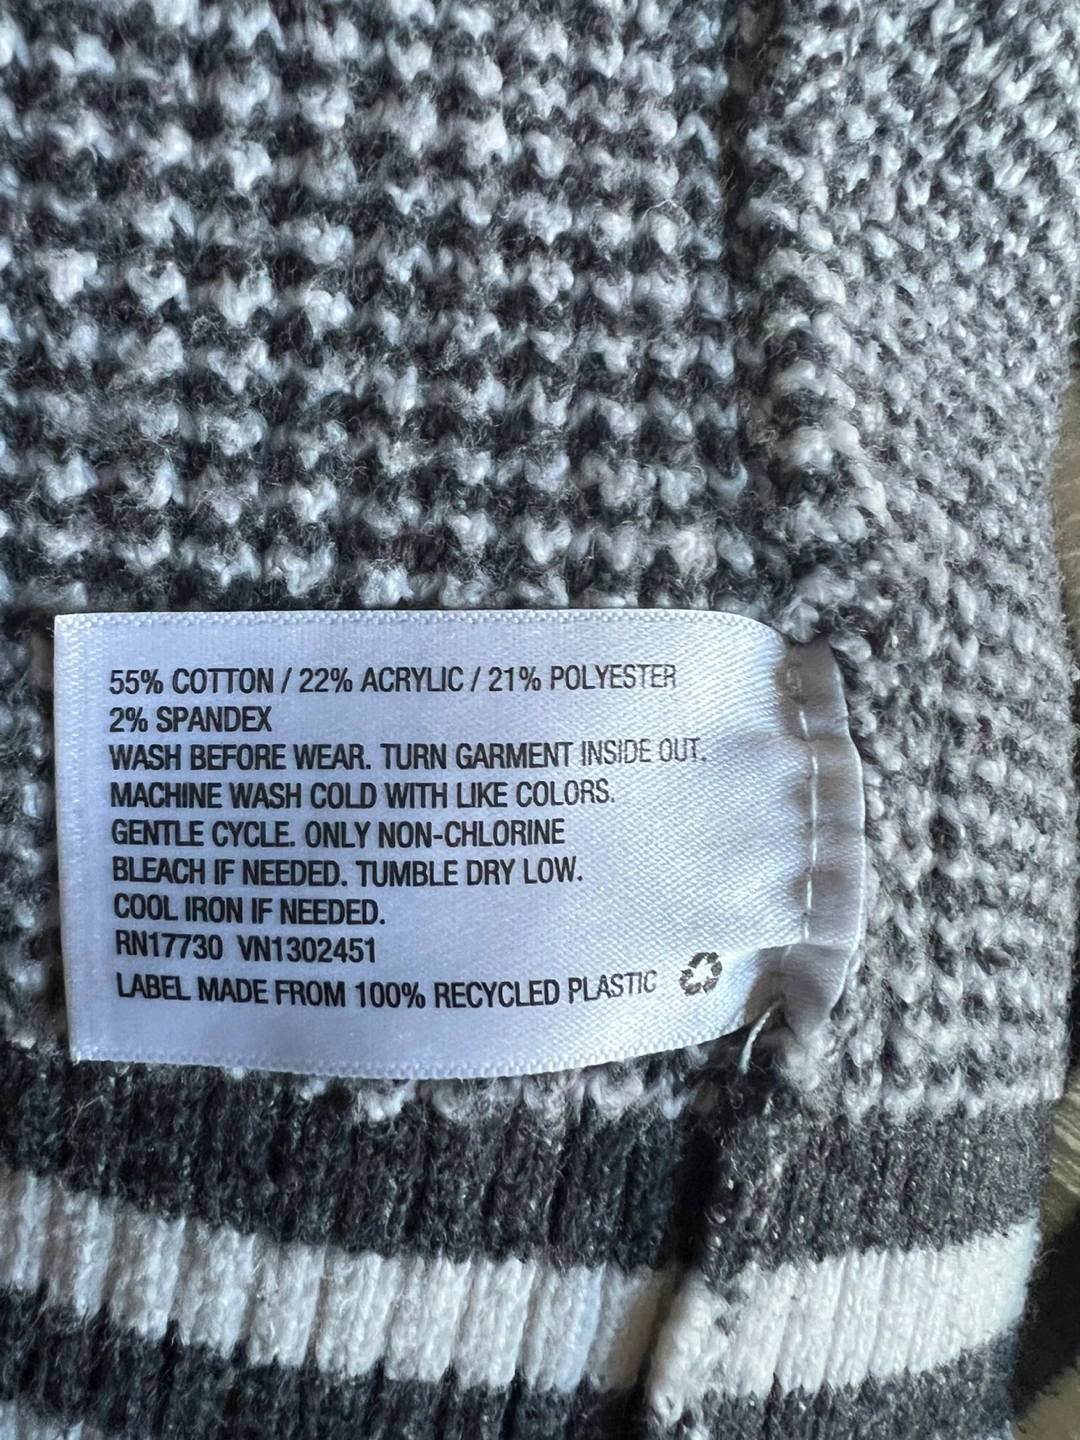 55% COTTON / 22% ACRYLIC / 21% POLYESTER
2% SPANDEX
WASH BEFORE WEAR. TURN GARMENT INSIDE OUT.
MACHINE WASH COLD WITH LIKE COLORS.
GENTLE CYCLE. ONLY NON-CHLORINE
BLEACH IF NEEDED. TUMBLE DRY LOW.
COOL IRON IF NEEDED.
RN17730 VN1302451
LABEL MADE FROM 100% RECYCLED PLASTIC